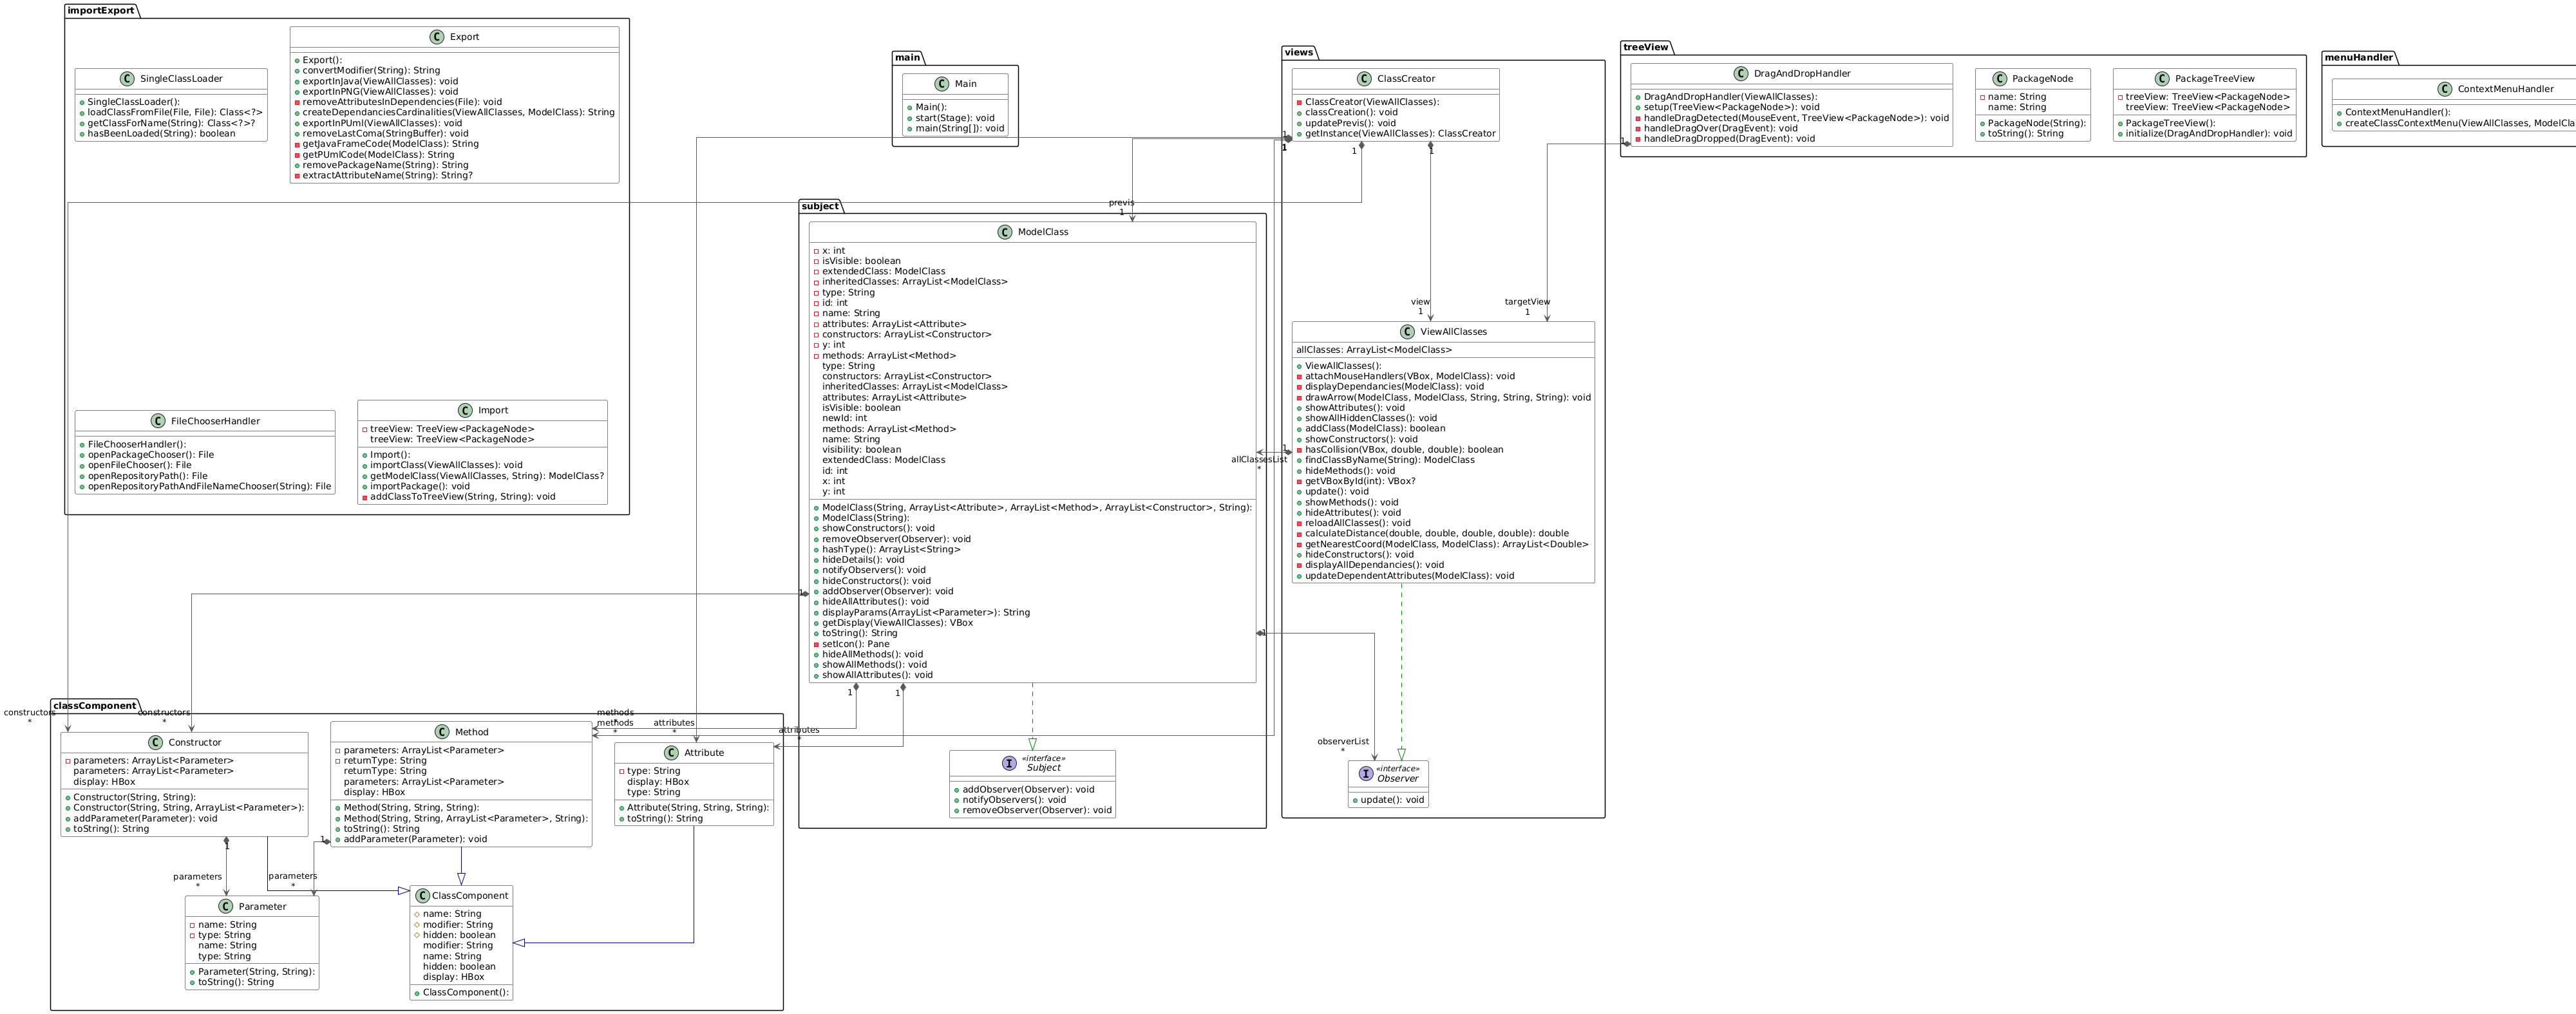 importExport
SingleClassLoader
SingleClassLoader():
loadClassFromFile(File, File): Class<?>
getClassForName(String): Class<?>?
hasBeenLoaded(String): boolean
Export
Export():
convertModifier(String): String
exportInJava(ViewAllClasses): void
exportInPNG(ViewAllClasses): void
removeAttributesInDependencies(File): void
createDependanciesCardinalities(ViewAllClasses, ModelClass): String
exportInPUml(ViewAllClasses): void
removeLastComa(StringBuffer): void
getJavaFrameCode(ModelClass): String
getPUmlCode(ModelClass): String
removePackageName(String): String
extractAttributeName(String): String?
FileChooserHandler
FileChooserHandler():
openPackageChooser(): File
openFileChooser(): File
openRepositoryPath(): File
openRepositoryPathAndFileNameChooser(String): File
Import
treeView: TreeView<PackageNode>
treeView: TreeView<PackageNode>
Import():
importClass(ViewAllClasses): void
getModelClass(ViewAllClasses, String): ModelClass?
importPackage(): void
addClassToTreeView(String, String): void
main
Main
Main():
start(Stage): void
main(String[]): void
views
ClassCreator
ClassCreator(ViewAllClasses):
classCreation(): void
updatePrevis(): void
getInstance(ViewAllClasses): ClassCreator
1
1
1
1
previs
1
view
1
targetView
1
ViewAllClasses
allClasses: ArrayList<ModelClass>
ViewAllClasses():
attachMouseHandlers(VBox, ModelClass): void
displayDependancies(ModelClass): void
drawArrow(ModelClass, ModelClass, String, String, String): void
showAttributes(): void
showAllHiddenClasses(): void
addClass(ModelClass): boolean
showConstructors(): void
hasCollision(VBox, double, double): boolean
findClassByName(String): ModelClass
hideMethods(): void
getVBoxById(int): VBox?
update(): void
showMethods(): void
hideAttributes(): void
reloadAllClasses(): void
calculateDistance(double, double, double, double): double
getNearestCoord(ModelClass, ModelClass): ArrayList<Double>
hideConstructors(): void
displayAllDependancies(): void
updateDependentAttributes(ModelClass): void
1
allClassesList
*
observerList
*
«interface»
Observer
update(): void
treeView
DragAndDropHandler
DragAndDropHandler(ViewAllClasses):
setup(TreeView<PackageNode>): void
handleDragDetected(MouseEvent, TreeView<PackageNode>): void
handleDragOver(DragEvent): void
handleDragDropped(DragEvent): void
1
PackageNode
name: String
name: String
PackageNode(String):
toString(): String
PackageTreeView
treeView: TreeView<PackageNode>
treeView: TreeView<PackageNode>
PackageTreeView():
initialize(DragAndDropHandler): void
menuHandler
ContextMenuHandler
ContextMenuHandler():
createClassContextMenu(ViewAllClasses, ModelCla
subject
ModelClass
x: int
isVisible: boolean
extendedClass: ModelClass
inheritedClasses: ArrayList<ModelClass>
type: String
id: int
name: String
attributes: ArrayList<Attribute>
constructors: ArrayList<Constructor>
y: int
methods: ArrayList<Method>
type: String
constructors: ArrayList<Constructor>
inheritedClasses: ArrayList<ModelClass>
attributes: ArrayList<Attribute>
isVisible: boolean
newId: int
methods: ArrayList<Method>
name: String
visibility: boolean
extendedClass: ModelClass
id: int
x: int
y: int
ModelClass(String, ArrayList<Attribute>, ArrayList<Method>, ArrayList<Constructor>, String):
ModelClass(String):
showConstructors(): void
removeObserver(Observer): void
hashType(): ArrayList<String>
hideDetails(): void
notifyObservers(): void
hideConstructors(): void
addObserver(Observer): void
hideAllAttributes(): void
displayParams(ArrayList<Parameter>): String
getDisplay(ViewAllClasses): VBox
toString(): String
setIcon(): Pane
hideAllMethods(): void
showAllMethods(): void
showAllAttributes(): void
1
1
1
1
«interface»
Subject
addObserver(Observer): void
notifyObservers(): void
removeObserver(Observer): void
classComponent
constructors
*
constructors
*
methods
*
methods
*
attributes
*
attributes
*
Constructor
parameters: ArrayList<Parameter>
parameters: ArrayList<Parameter>
display: HBox
Constructor(String, String):
Constructor(String, String, ArrayList<Parameter>):
addParameter(Parameter): void
toString(): String
1
Method
parameters: ArrayList<Parameter>
returnType: String
returnType: String
parameters: ArrayList<Parameter>
display: HBox
Method(String, String, String):
Method(String, String, ArrayList<Parameter>, String):
toString(): String
addParameter(Parameter): void
1
Attribute
type: String
display: HBox
type: String
Attribute(String, String, String):
toString(): String
parameters
*
parameters
*
Parameter
name: String
type: String
name: String
type: String
Parameter(String, String):
toString(): String
ClassComponent
name: String
modifier: String
hidden: boolean
modifier: String
name: String
hidden: boolean
display: HBox
ClassComponent():